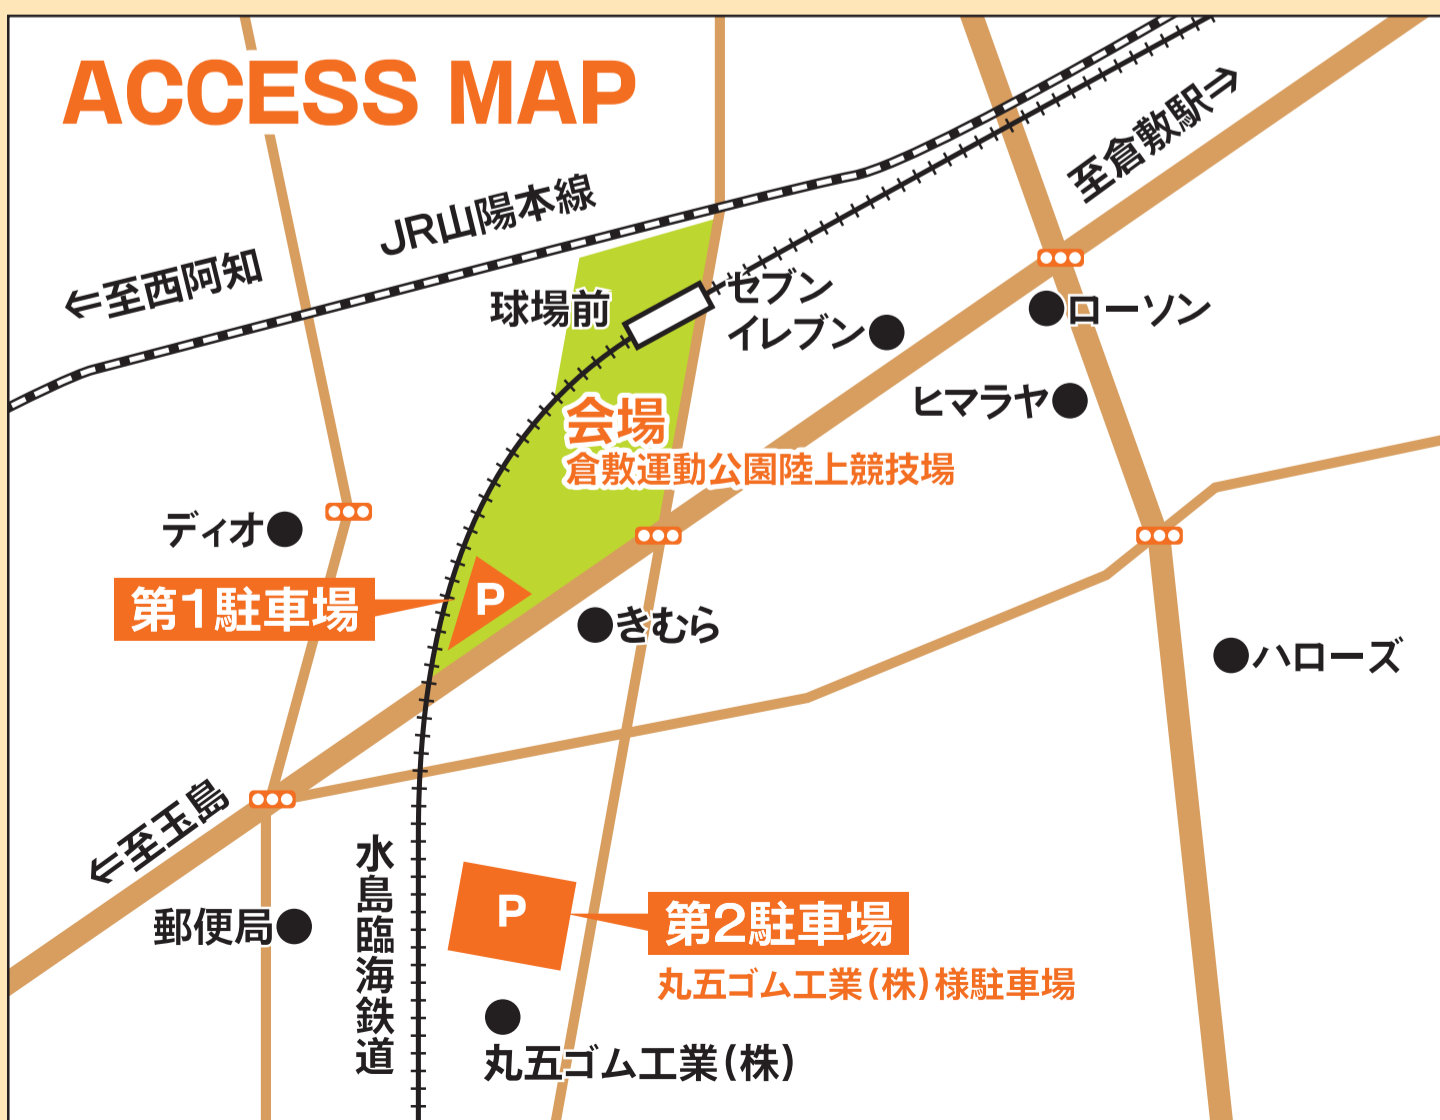 ACCESS MAP
JR山陽本線
⇐至西阿知
至倉敷駅⇒
球場前
セブン
イレブン
ローソン
ヒマラヤ
会場
倉敷運動公園陸上競技場
ディオ
第1駐車場
P
きむら
ハローズ
⇐至玉島
水島臨海鉄道
郵便局
P
第2駐車場
丸五ゴム工業(株)様駐車場
丸五ゴム工業(株)